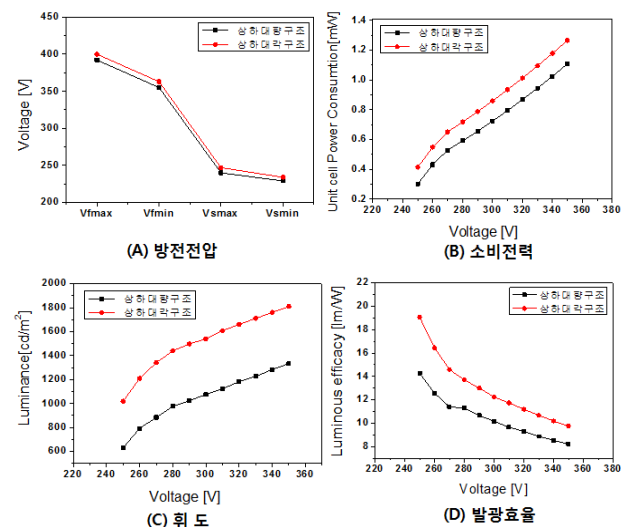 450
400
350
300
250
200
Voltage [V]
상하대향구조
상하대각구조
Vfmax
Vfmin
Vsmax
Vsmin
(A) 방전전압
1.4
1.2
1.0
0.8
0.6
0.4
0.2
Unit cell Power Consumtion[mW]
상하대향구조
상하대각구조
220 240 260 280 300 320 340 360 380
Voltage [V]
(B) 소비전력
2000
1800
1600
1400
1200
1000
800
600
Luminance[cd/m²]
상하대향구조
상하대각구조
220 240 260 280 300 320 340 360
Voltage [V]
(C) 휘 도
22
20
18
16
14
12
10
8
Luminous efficacy [lm/W]
상하대향구조
상하대각구조
220 240 260 280 300 320 340 360 380
Voltage [V]
(D) 발광효율